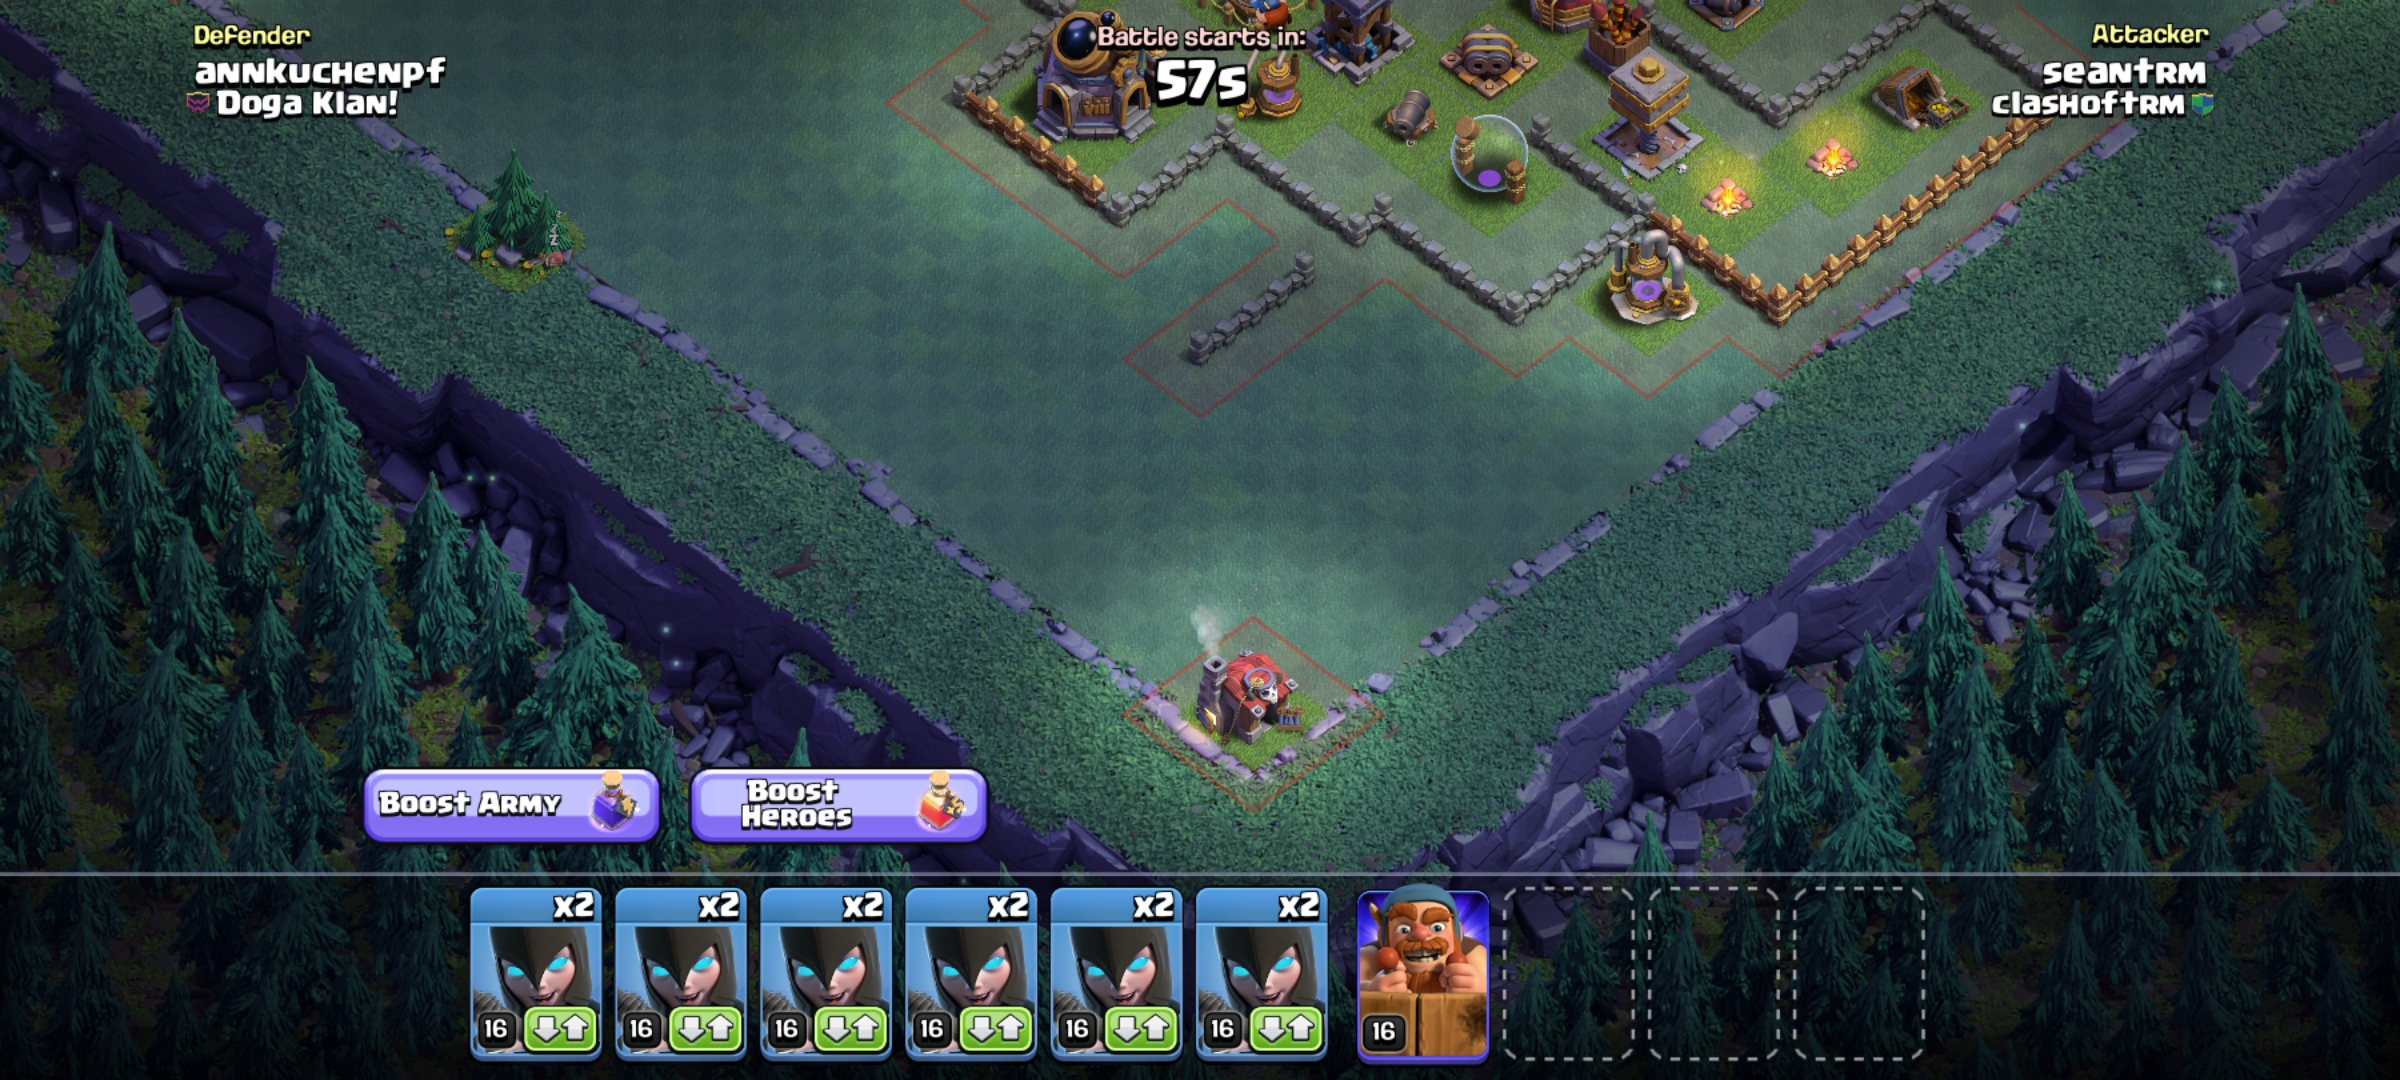 Defender
annkuchenpf
Doga Klan!
Battle starts in:
57s
Attacker
seantRM
clashoftRM
Boost Army
Boost
Heroes
x2 x2 x2 x2 x2 x2
16 16 16 16 16 16 16